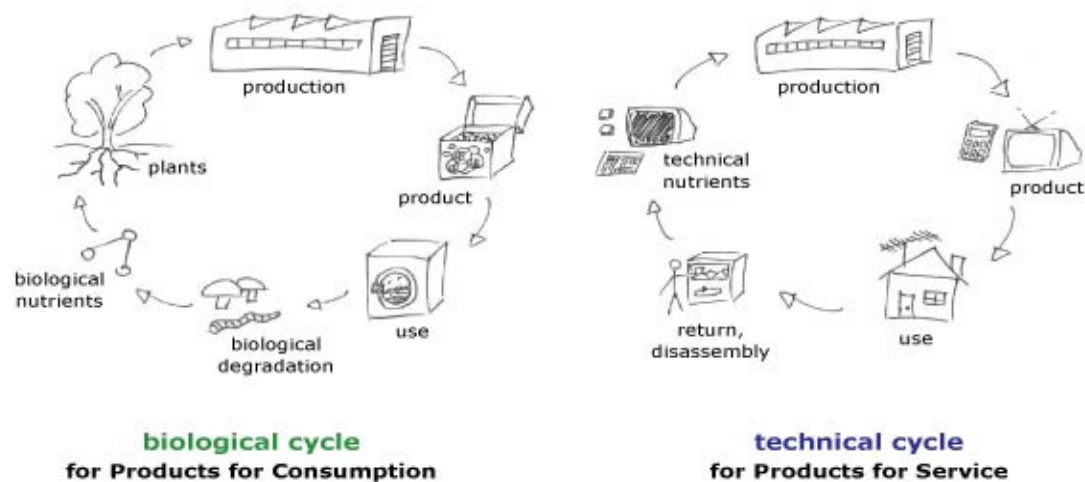 production
product
use
biological
degradation
biological
nutrients
plants
production
product
use
return,
disassembly
technical
nutrients
biological cycle
for Products for Consumption
technical cycle
for Products for Service